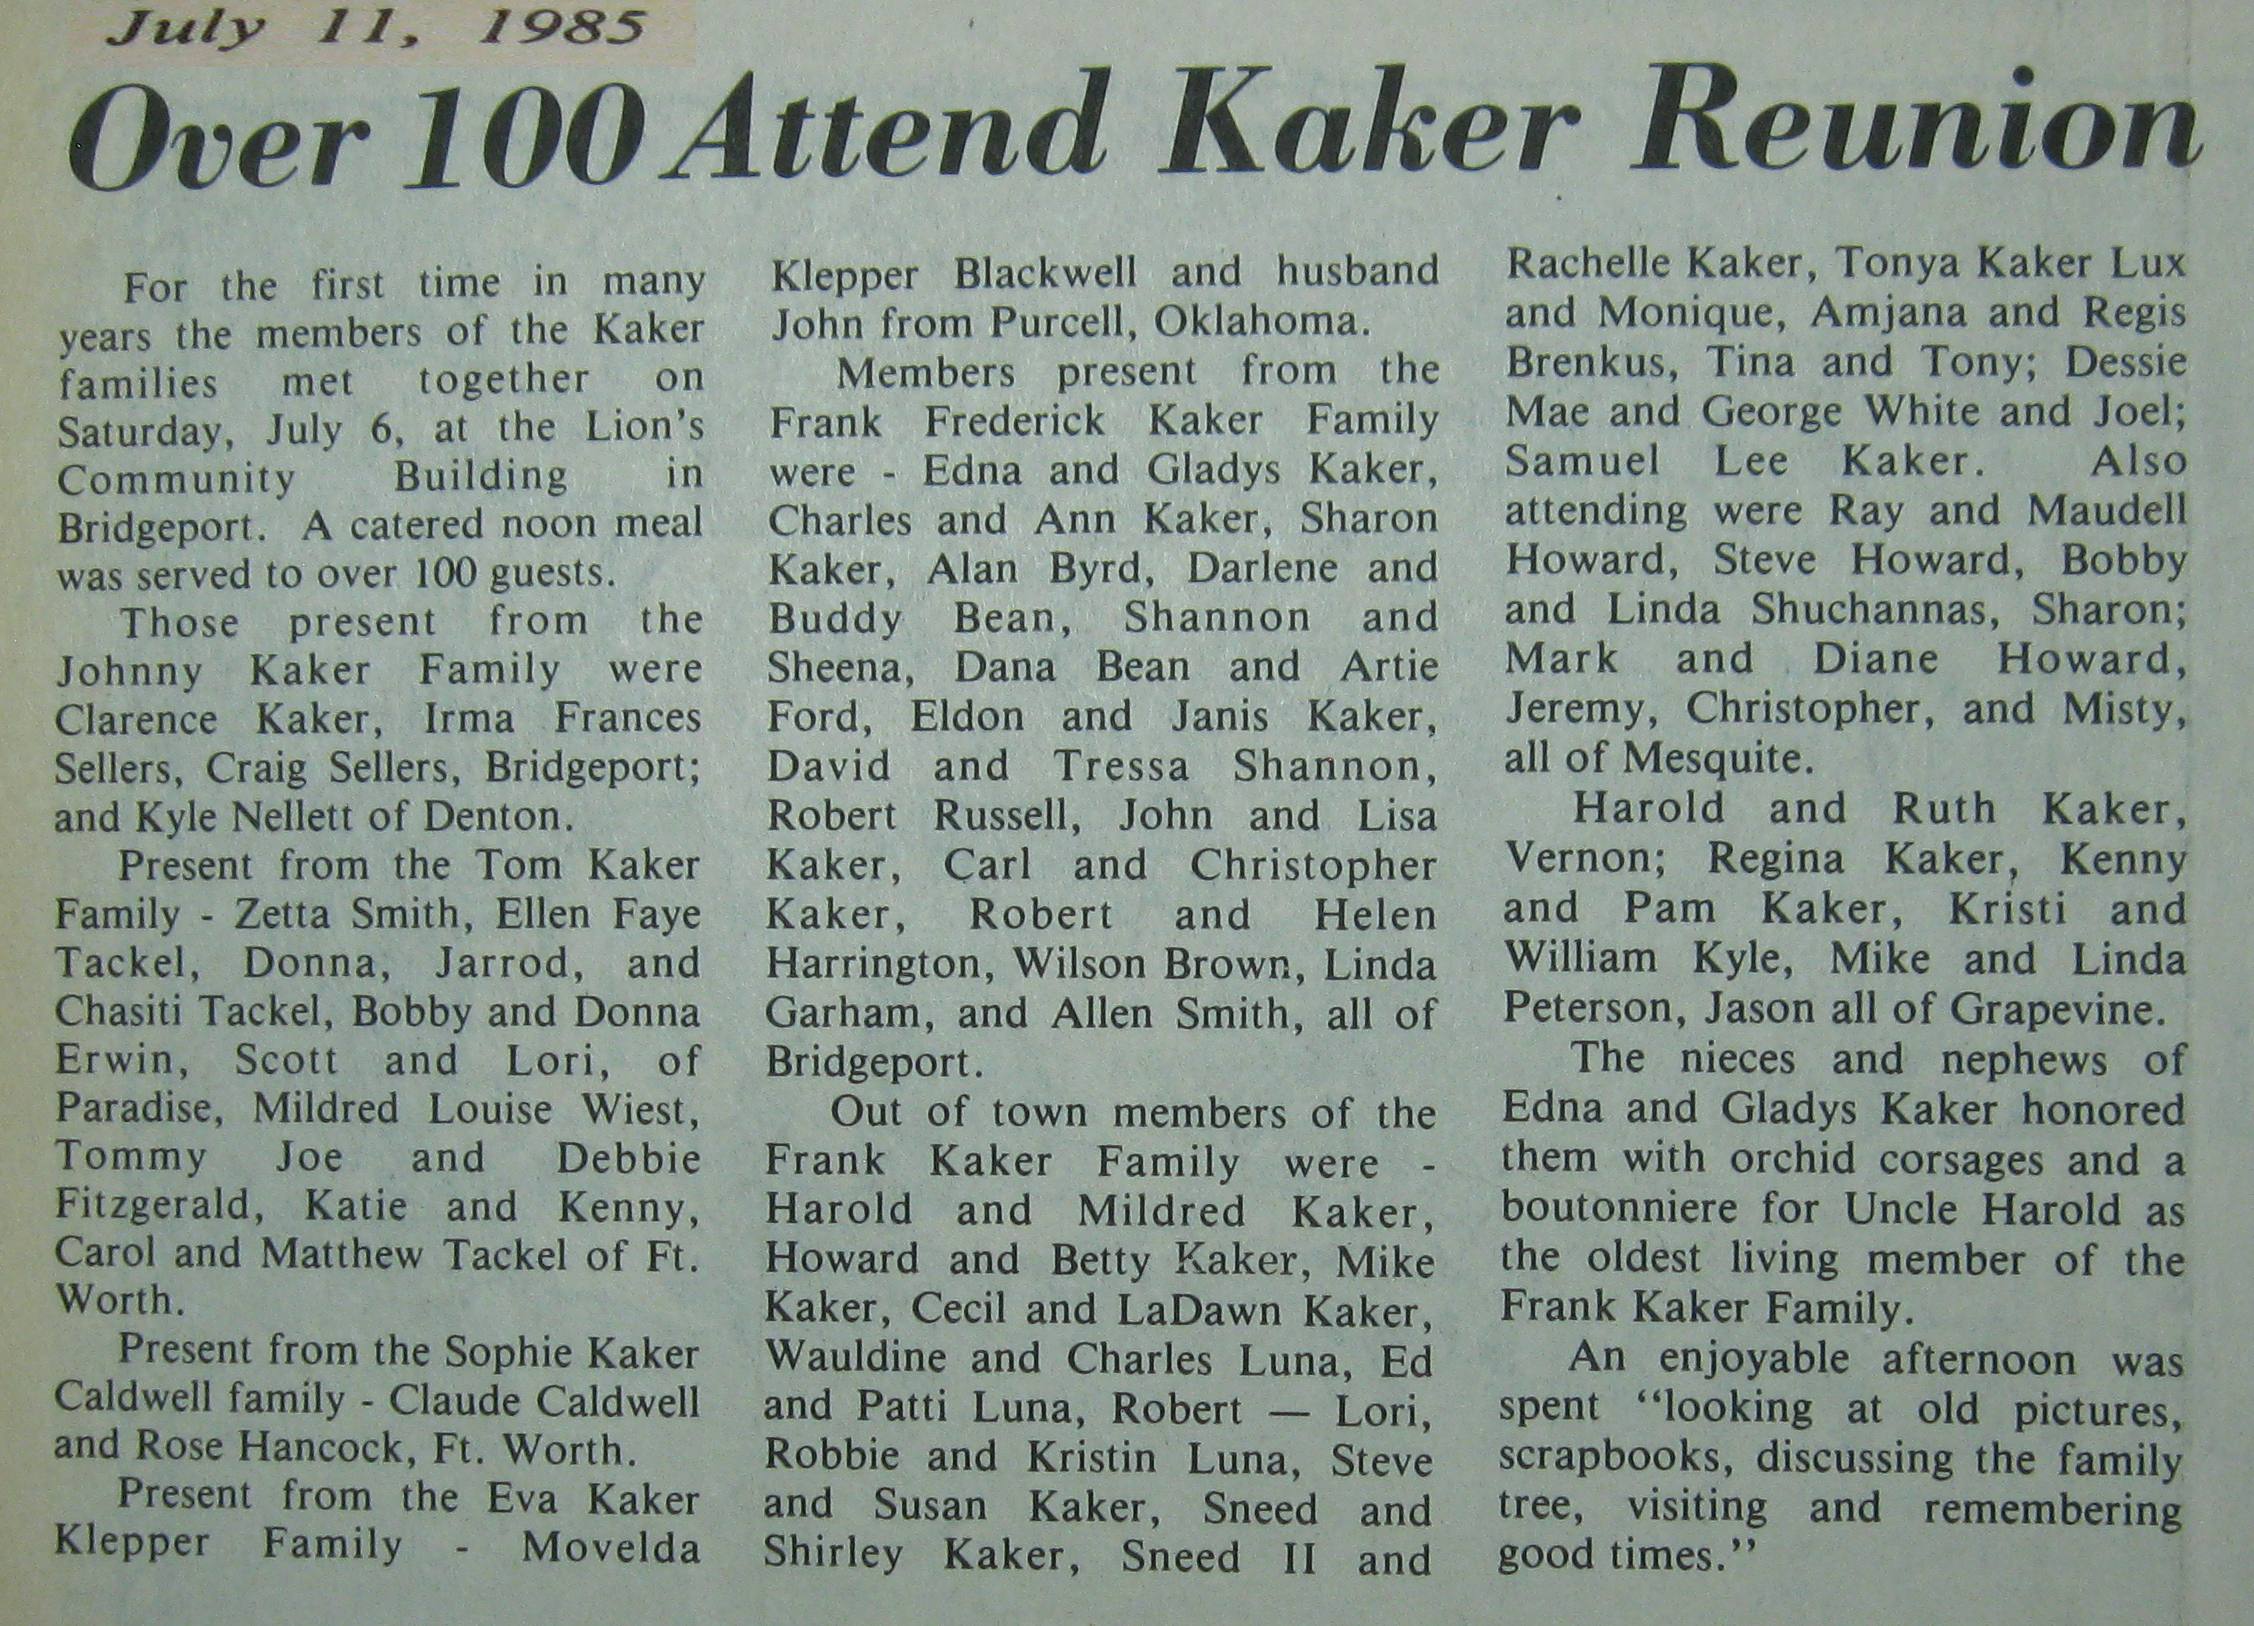 July 11, 1985
Over 100 Attend Kaker Reunion
For the first time in many
years the members of the Kaker
families met together on
Saturday, July 6, at the Lion's
Community Building in
Bridgeport. A catered noon meal
was served to over 100 guests.
Those present from the
Johnny Kaker Family were
Clarence Kaker, Irma Frances
Sellers, Craig Sellers, Bridgeport;
and Kyle Nellett of Denton.
Present from the Tom Kaker
Family - Zetta Smith, Ellen Faye
Tackel, Donna, Jarrod, and
Chasiti Tackel, Bobby and Donna
Erwin, Scott and Lori, of
Paradise, Mildred Louise Wiest,
Tommy Joe and Debbie
Fitzgerald, Katie and Kenny,
Carol and Matthew Tackel of Ft.
Worth.
Present from the Sophie Kaker
Caldwell family - Claude Caldwell
and Rose Hancock, Ft. Worth.
Present from the Eva Kaker
Klepper Family - Movelda
Klepper Blackwell and husband
John from Purcell, Oklahoma.
Members present from the
Frank Frederick Kaker Family
were - Edna and Gladys Kaker,
Charles and Ann Kaker, Sharon
Kaker, Alan Byrd, Darlene and
Buddy Bean, Shannon and
Sheena, Dana Bean and Artie
Ford, Eldon and Janis Kaker,
David and Tressa Shannon,
Robert Russell, John and Lisa
Kaker, Carl and Christopher
Kaker, Robert and Helen
Harrington, Wilson Brown, Linda
Garham, and Allen Smith, all of
Bridgeport.
Out of town members of the
Frank Kaker Family were -
Harold and Mildred Kaker,
Howard and Betty Kaker, Mike
Kaker, Cecil and LaDawn Kaker,
Wauldine and Charles Luna, Ed
and Patti Luna, Robert — Lori,
Robbie and Kristin Luna, Steve
and Susan Kaker, Sneed and
Shirley Kaker, Sneed II and
Rachelle Kaker, Tonya Kaker Lux
and Monique, Amjana and Regis
Brenkus, Tina and Tony; Dessie
Mae and George White and Joel;
Samuel Lee Kaker. Also
attending were Ray and Maudell
Howard, Steve Howard, Bobby
and Linda Shuchannas, Sharon;
Mark and Diane Howard,
Jeremy, Christopher, and Misty,
all of Mesquite.
Harold and Ruth Kaker,
Vernon; Regina Kaker, Kenny
and Pam Kaker, Kristi and
William Kyle, Mike and Linda
Peterson, Jason all of Grapevine.
The nieces and nephews of
Edna and Gladys Kaker honored
them with orchid corsages and a
boutonniere for Uncle Harold as
the oldest living member of the
Frank Kaker Family.
An enjoyable afternoon was
spent "looking at old pictures,
scrapbooks, discussing the family
tree, visiting and remembering
good times."